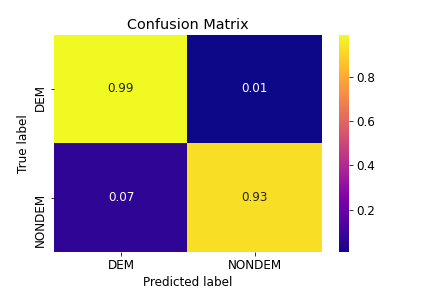 Confusion Matrix
True label
DEM
0.99
0.01
NONDEM
0.07
0.93
DEM
NONDEM
Predicted label
0.8
0.6
0.4
0.2